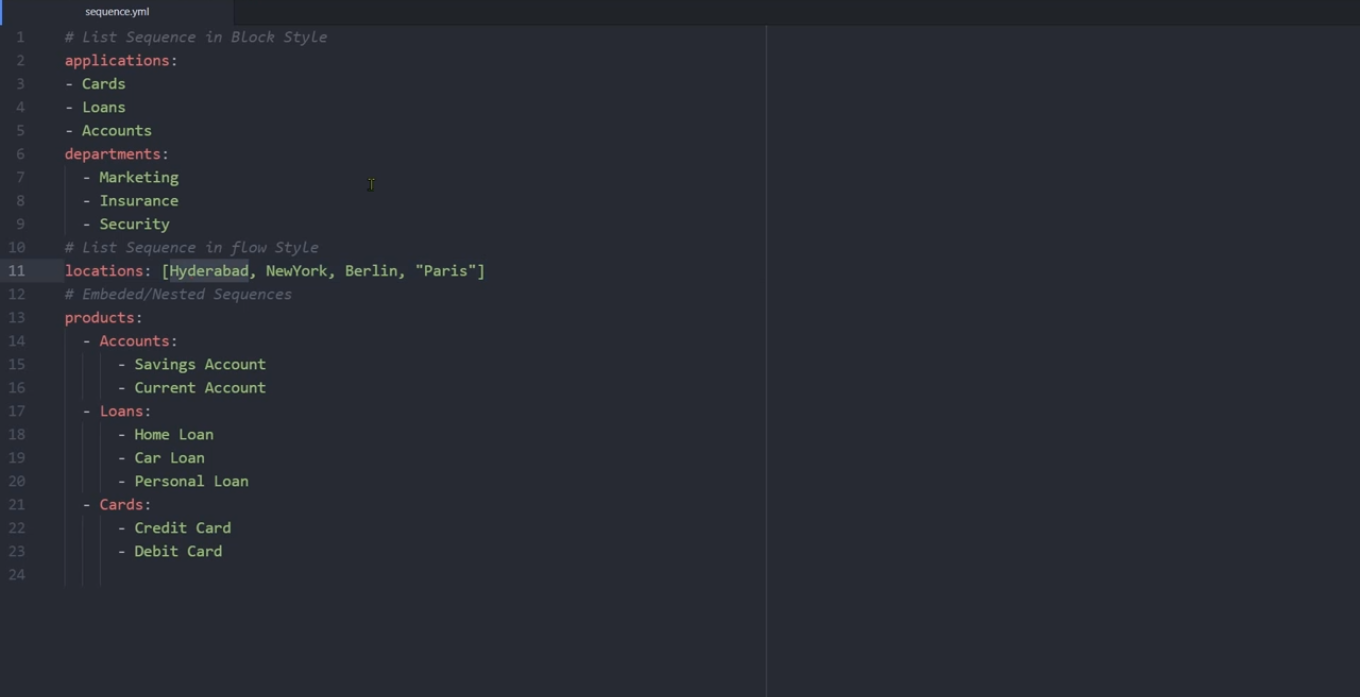 sequence.yml
1 # List Sequence in Block Style
2 applications:
3 - Cards
4 - Loans
5 - Accounts
6 departments:
7   - Marketing
8   - Insurance
9   - Security
10 # List Sequence in flow Style
11 locations: [Hyderabad, NewYork, Berlin, "Paris"]
12 # Embeded/Nested Sequences
13 products:
14   - Accounts:
15       - Savings Account
16       - Current Account
17   - Loans:
18       - Home Loan
19       - Car Loan
20       - Personal Loan
21   - Cards:
22       - Credit Card
23       - Debit Card
24